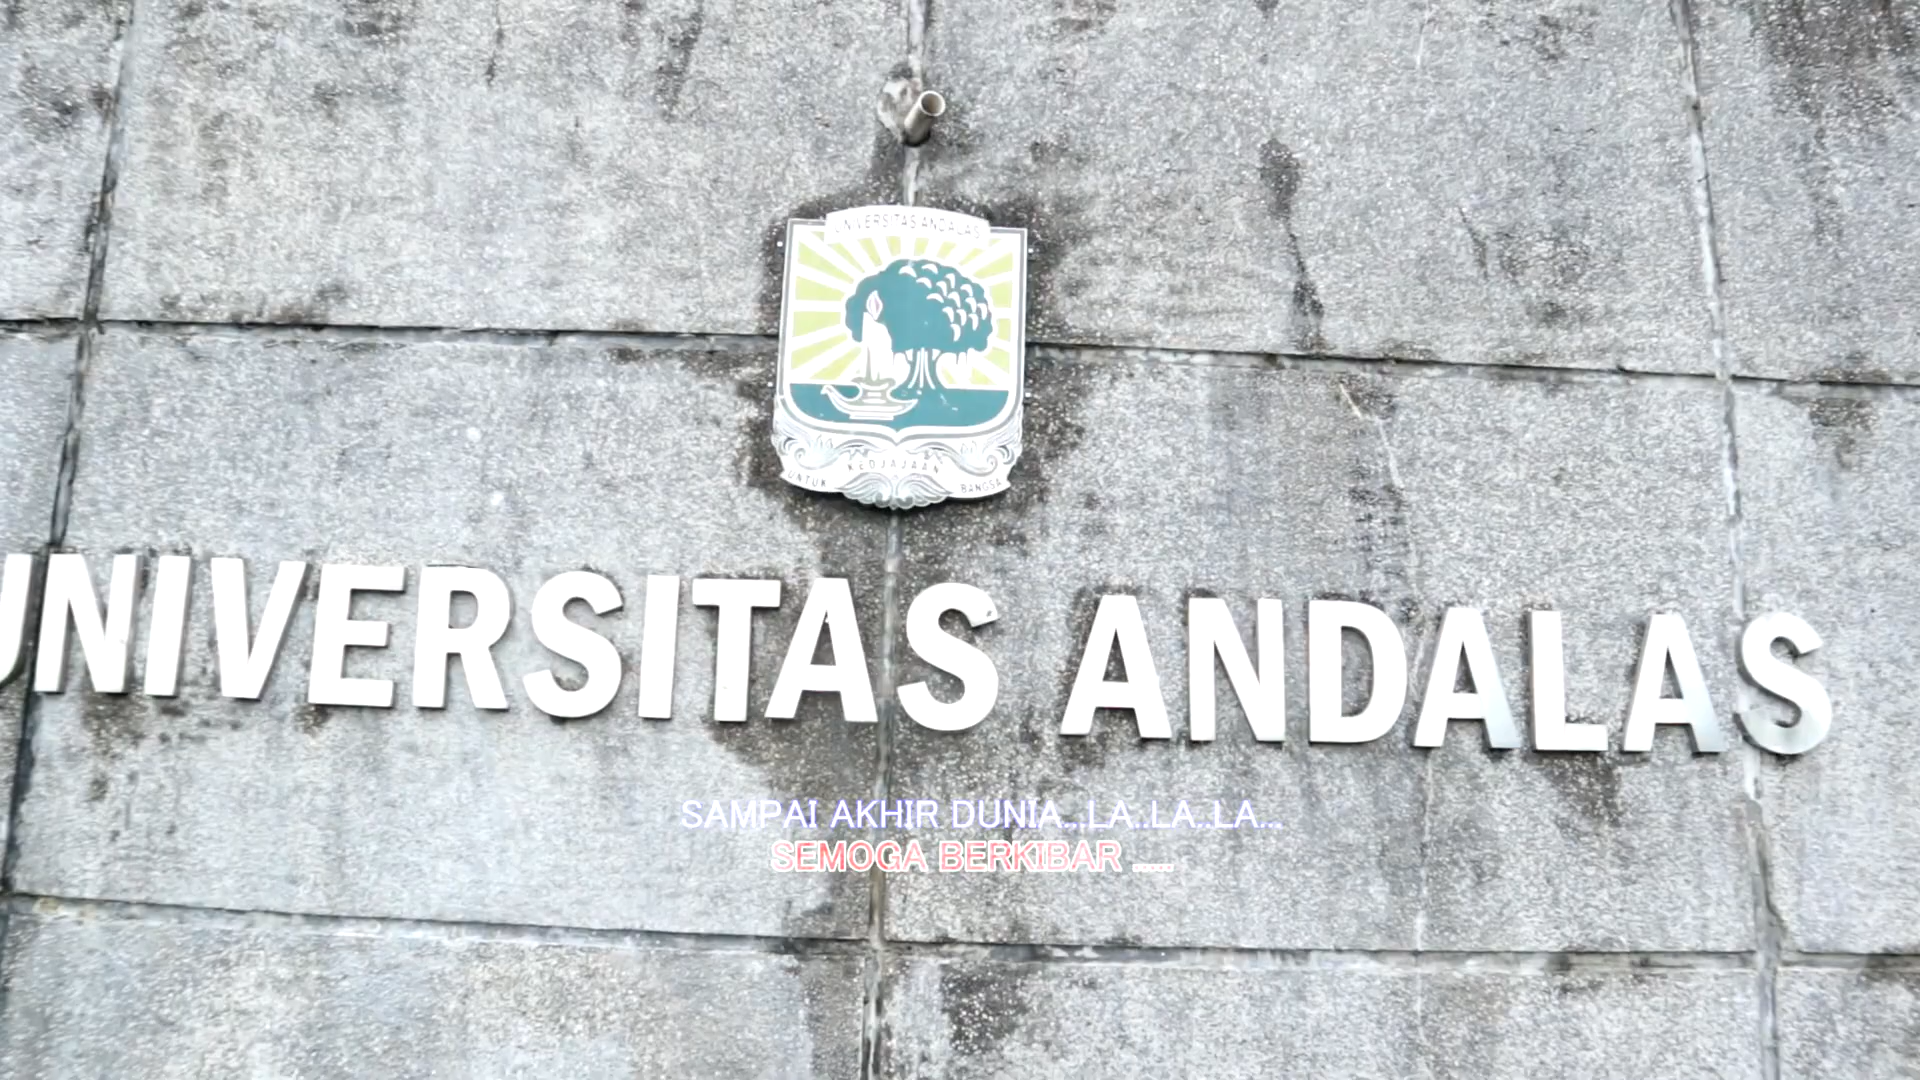 UNIVERSITAS ANDALAS
UNTUK KEDJAJAAN BANGSA
UNIVERSITAS ANDALAS
SAMPAI AKHIR DUNIA...LA..LA..LA...
SEMOGA BERKIBAR .....